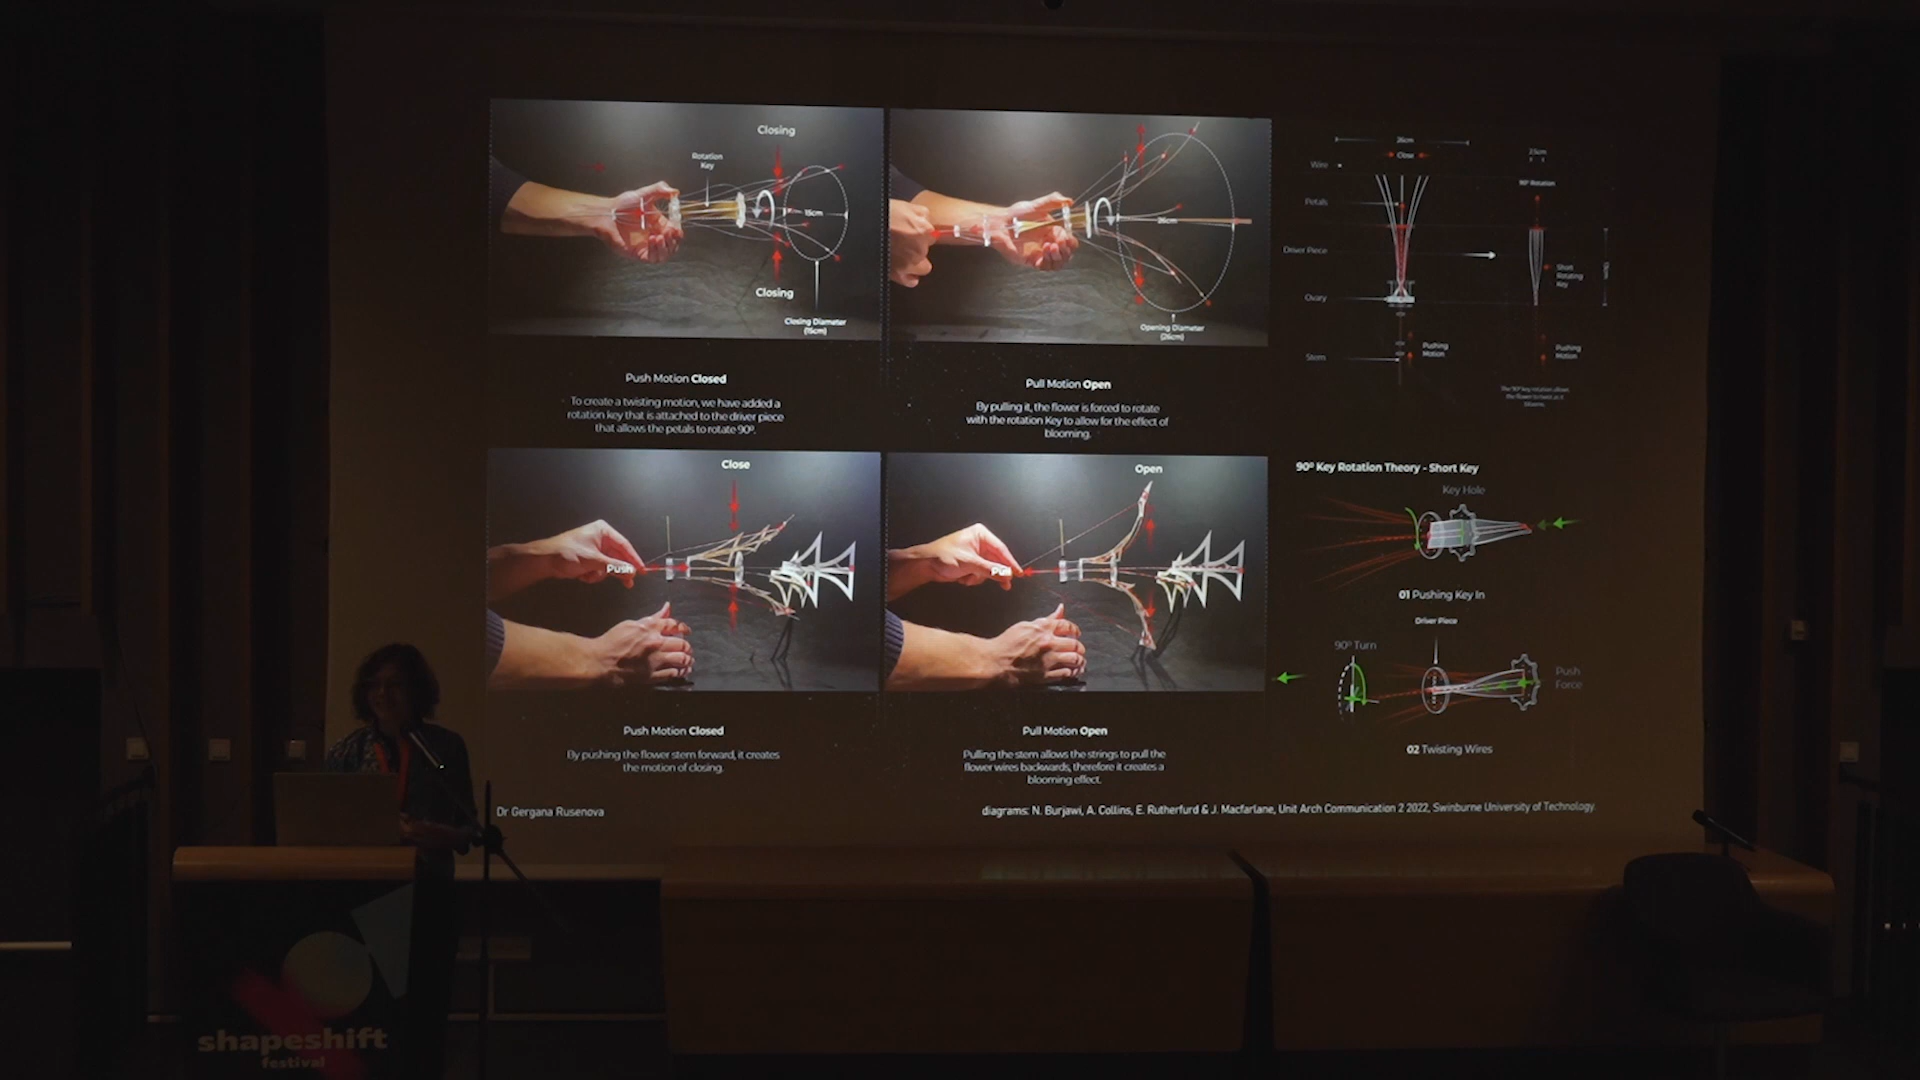 Closing
Rotation
Key
15cm
Closing
Closing Diameter
(15cm)
Push Motion Closed
To create a twisting motion, we have added a
rotation key that is attached to the driver piece
that allows the petals to rotate 90º.
26cm
Opening Diameter
(26cm)
Pull Motion Open
By pulling it, the flower is forced to rotate
with the rotation Key to allow for the effect of
blooming.
26cm
Close
Wire
Petals
Driver Piece
Ovary
Stem
Pushing
Motion
90º Rotation
Short
Rotating
Key
Pushing
Motion
Close
Push
Push Motion Closed
By pushing the flower stem forward, it creates
the motion of closing.
Open
Pull
Pull Motion Open
Pulling the stem allows the strings to pull the
flower wires backwards, therefore it creates a
blooming effect.
90º Key Rotation Theory - Short Key
Key Hole
01 Pushing Key In
Driver Piece
90º Turn
Push
Force
02 Twisting Wires
Dr Gergana Rusenova
diagrams: N. Burjawi, A. Collins, E. Rutherfurd & J. Macfarlane, Unit Arch Communication 2 2022, Swinburne University of Technology
shapeshift
festival